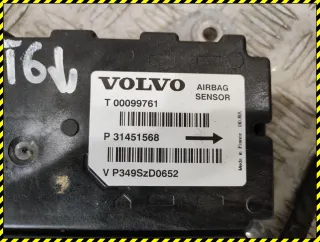 T6
VOLVO
AIRBAG
SENSOR
T 00099761
P 31451568
V P349SzD0652
Made in France